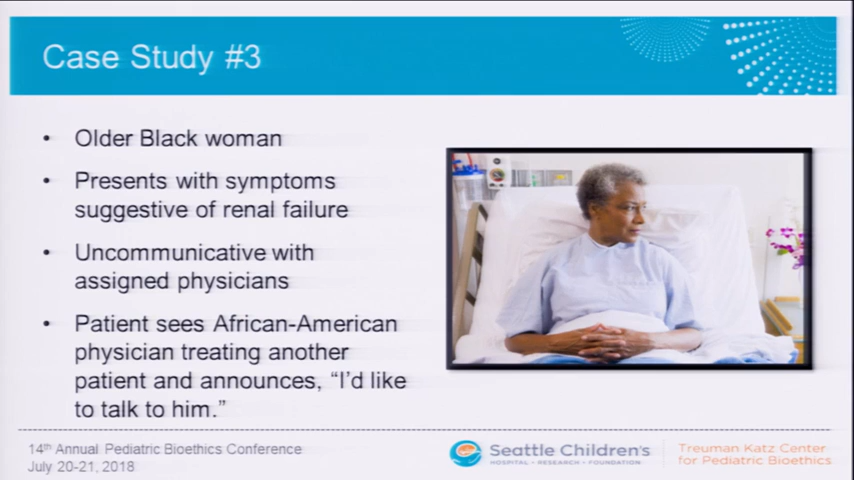 Case Study #3
• Older Black woman
• Presents with symptoms
suggestive of renal failure
• Uncommunicative with
assigned physicians
• Patient sees African-American
physician treating another
patient and announces, “I’d like
to talk to him.”
14th Annual Pediatric Bioethics Conference
July 20-21, 2018
Seattle Children's
HOSPITAL • RESEARCH • FOUNDATION
Treuman Katz Center
for Pediatric Bioethics